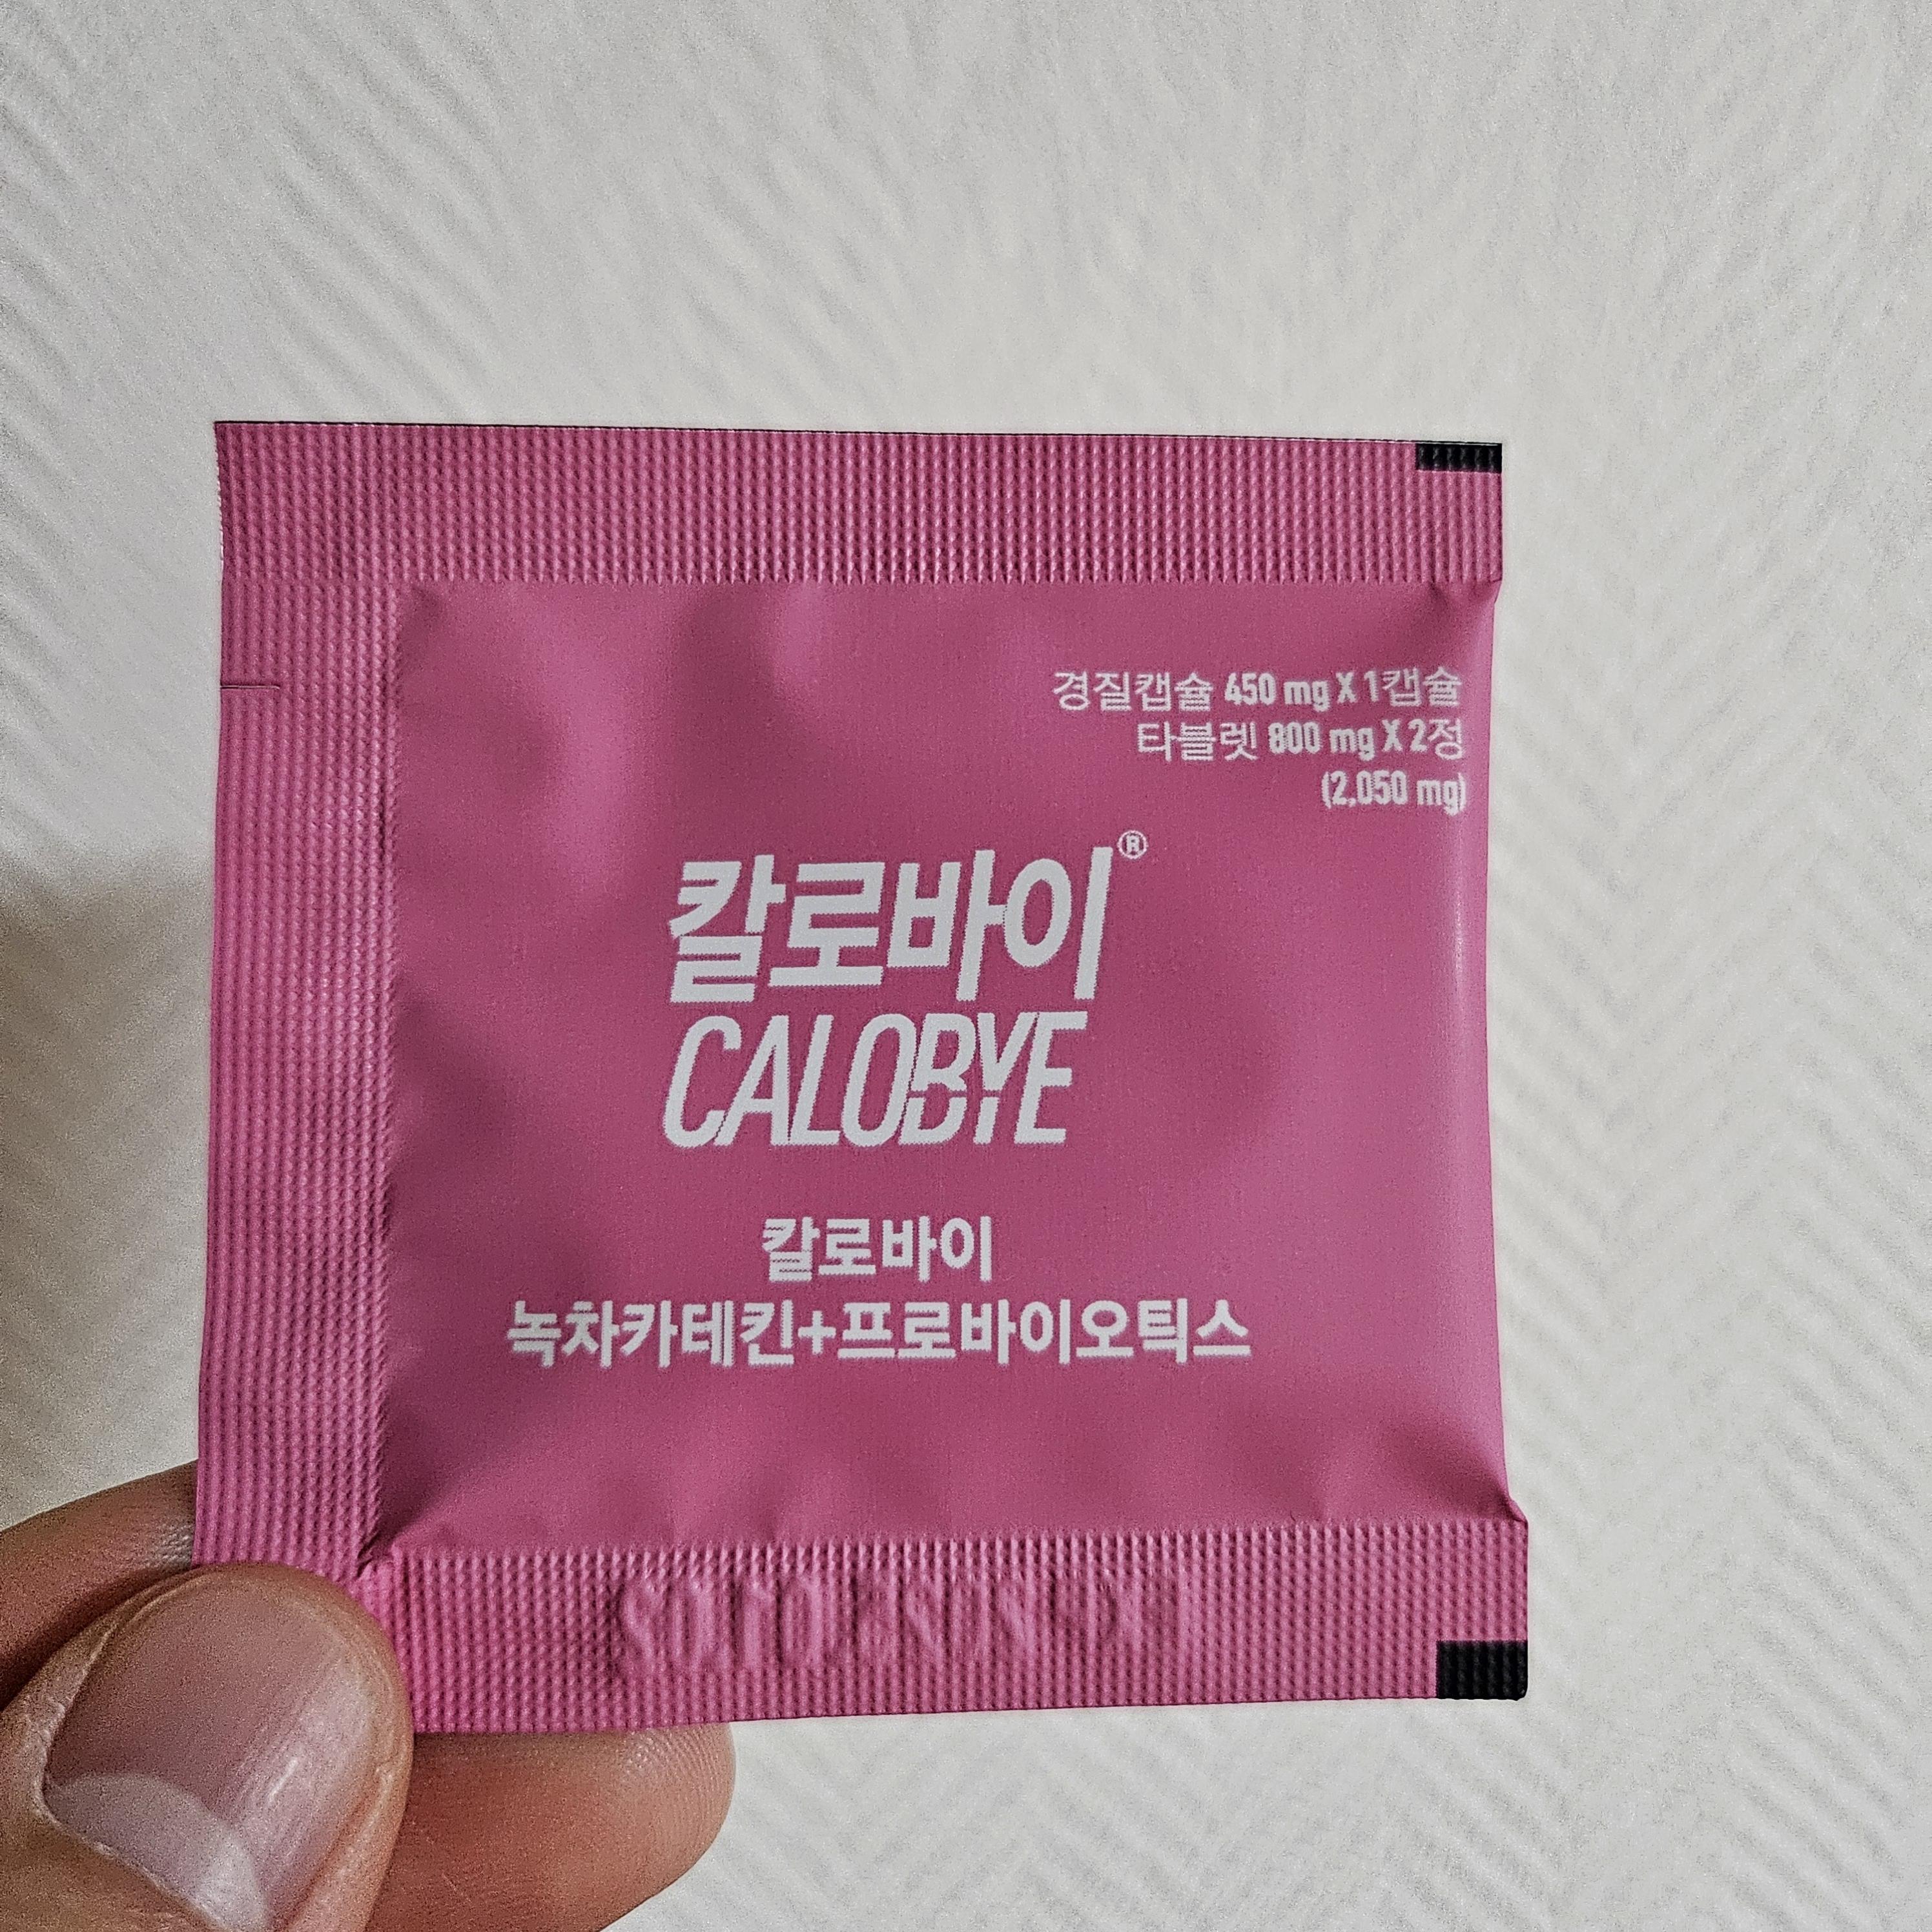 경질캡슐 450 mg X 1캡슐
타블렛 800 mg X 2정
(2,050 mg)
칼로바이®
CALOBYE
칼로바이
녹차카테킨+프로바이오틱스